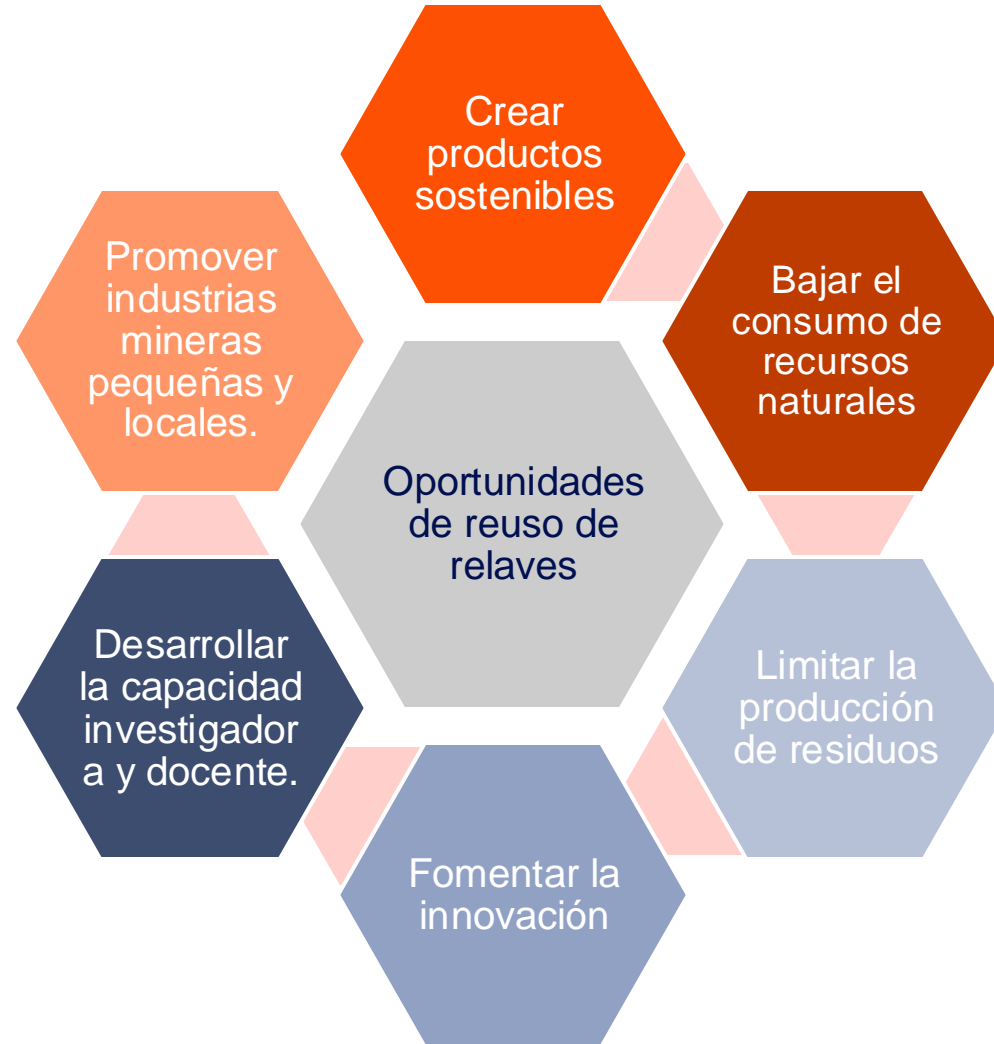 Crear
productos
sostenibles
Bajar el
consumo de
recursos
naturales
Limitar la
producción
de residuos
Fomentar la
innovación
Desarrollar
la capacidad
investigador
a y docente.
Promover
industrias
mineras
pequeñas y
locales.
Oportunidades
de reuso de
relaves